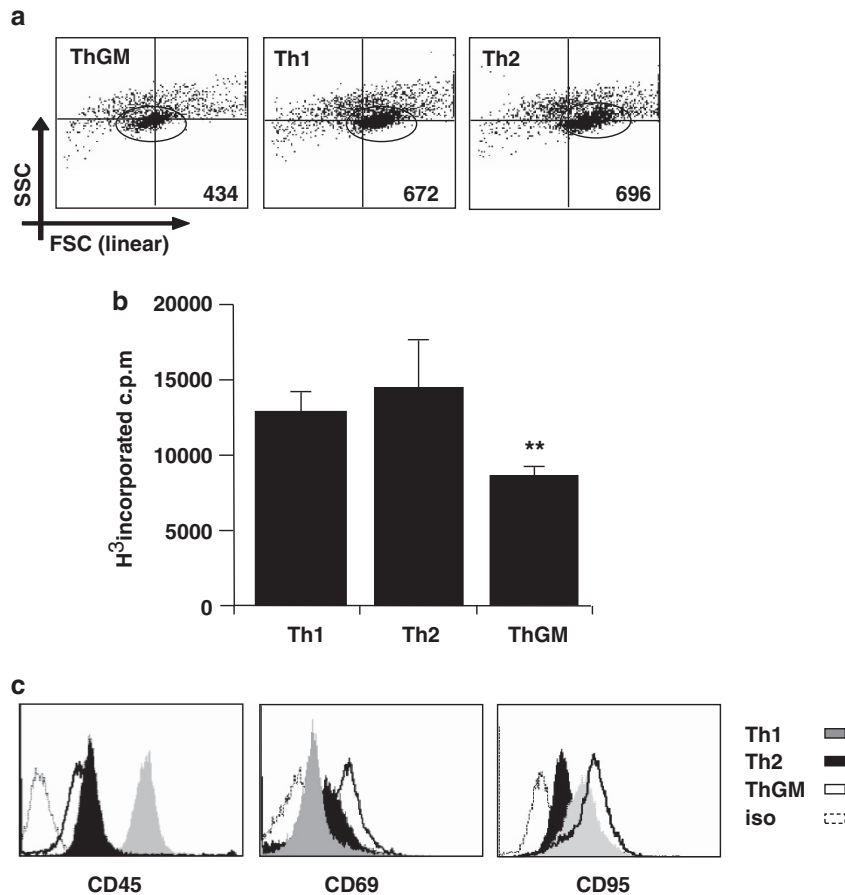 a
ThGM
Th1
Th2
434
672
696
SSC
FSC (linear)
b
20000
15000
10000
5000
0
H3incorporated c.p.m
**
Th1
Th2
ThGM
c
CD45
CD69
CD95
Th1
Th2
ThGM
iso